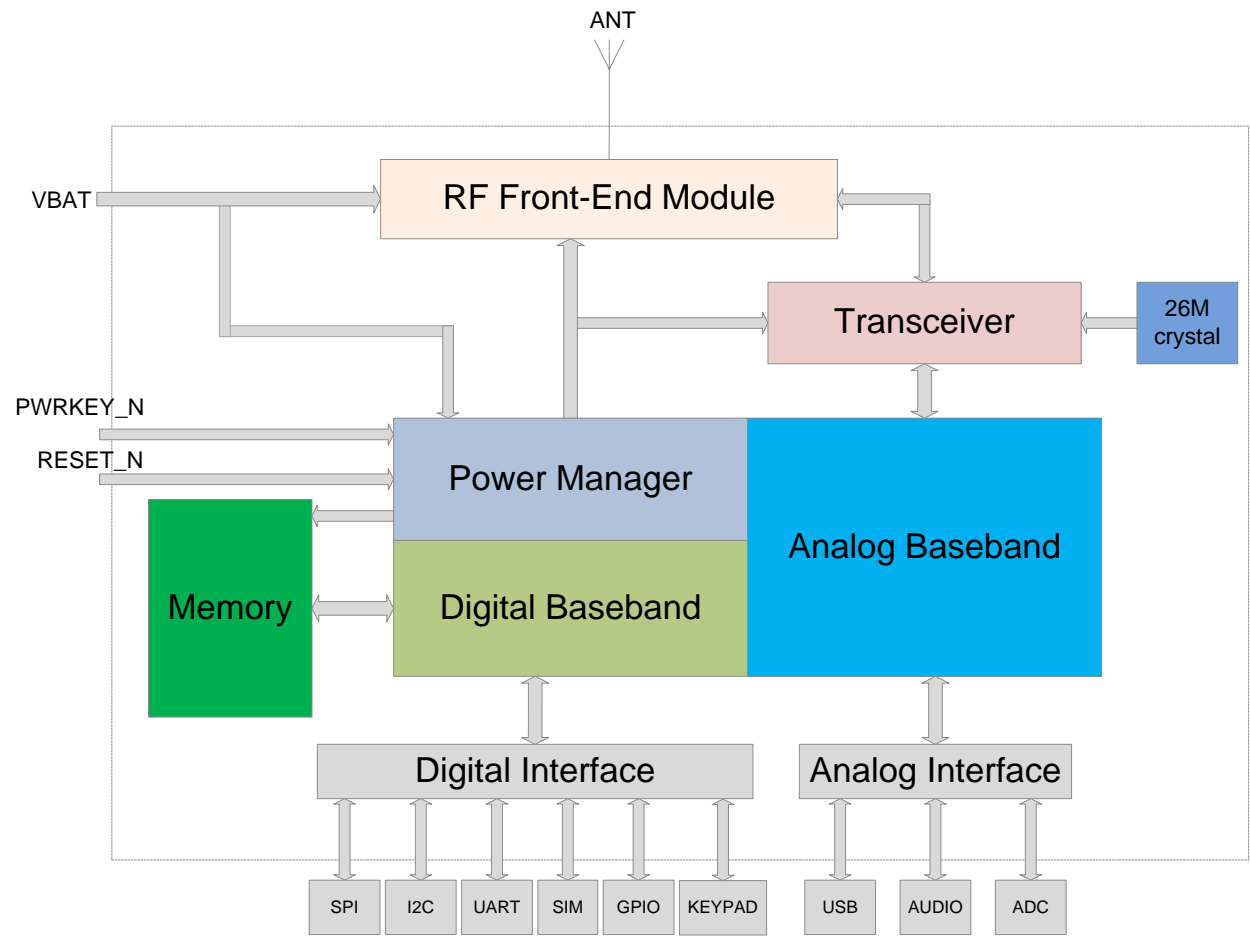 ANT
VBAT
RF Front-End Module
Transceiver
26M
crystal
PWRKEY_N
RESET_N
Power Manager
Analog Baseband
Memory
Digital Baseband
Digital Interface
Analog Interface
SPI
I2C
UART
SIM
GPIO
KEYPAD
USB
AUDIO
ADC